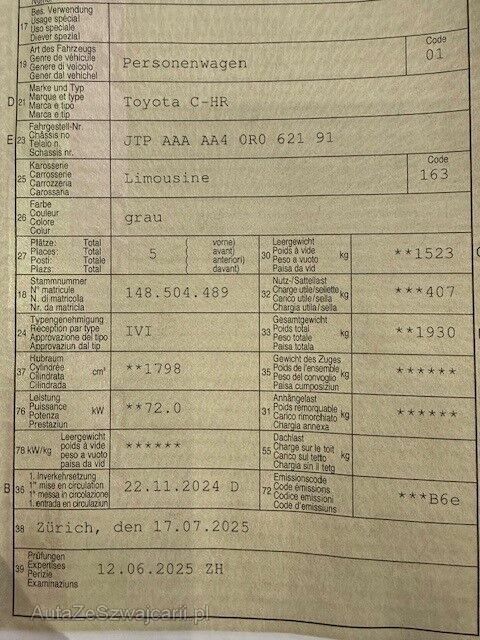 17 Bes. Verwendung
Usage spécial
Uso speciale
Diever spezial
19 Art des Fahrzeugs
Genre de véhicule
Genere di veicolo
Gener dal vehichel
Personenwagen
Code
01
D 21 Marke und Typ
Marque et type
Marca e tipo
Marca e tip
Toyota C-HR
E 23 Fahrgestell-Nr.
Châssis no
Telaio n.
Schassis nr.
JTP AAA AA4 0R0 621 91
25 Karosserie
Carrosserie
Carrozzeria
Carossaria
Limousine
Code
163
26 Farbe
Couleur
Colore
Colur
grau
27 Plätze: Total
Places: Total
Posti: Totale
Plazs: Total
5
( vorne)
( avant)
( anteriori)
( davant)
30 Leergewicht
Poids à vide
Peso a vuoto
Paisa da vid
kg
**1523
18 Stammnummer
N° matricule
N. di matricola
Nr. da matricla
148.504.489
32 Nutz-/Sattellast
Charge utile/sellette
Carico utile/sella
Chargia utila/sella
kg
***407
24 Typengenehmigung
Réception par type
Approvazione del tipo
Approvaziun dal tip
IVI
33 Gesamtgewicht
Poids total
Peso totale
Paisa totala
kg
**1930
37 Hubraum
Cylindrée
Cilindrata
Cilindrada
cm³
**1798
35 Gewicht des Zuges
Poids de l'ensemble
Peso del convoglio
Paisa cumposiziun
kg
******
76 Leistung
Puissance
Potenza
Prestaziun
kW
**72.0
31 Anhängelast
Poids remorquable
Carico rimorchiato
Chargia annexa
kg
******
78 kW/kg
Leergewicht
poids à vide
peso a vuoto
paisa da vid
******
55 Dachlast
Charge sur le toit
Carico sul tetto
Chargia sin il tetg
kg
B 36 1. Inverkehrsetzung
1re mise en circulation
1a messa in circolazione
1. entrada en circulaziun
22.11.2024 D
72 Emissionscode
Code émissions
Codice emissioni
Code d'emissiuns
***B6e
38 Zürich, den 17.07.2025
39 Prüfungen
Expertises
Perizie
Examinaziuns
12.06.2025 ZH
AutaZeSzwajcarii.pl